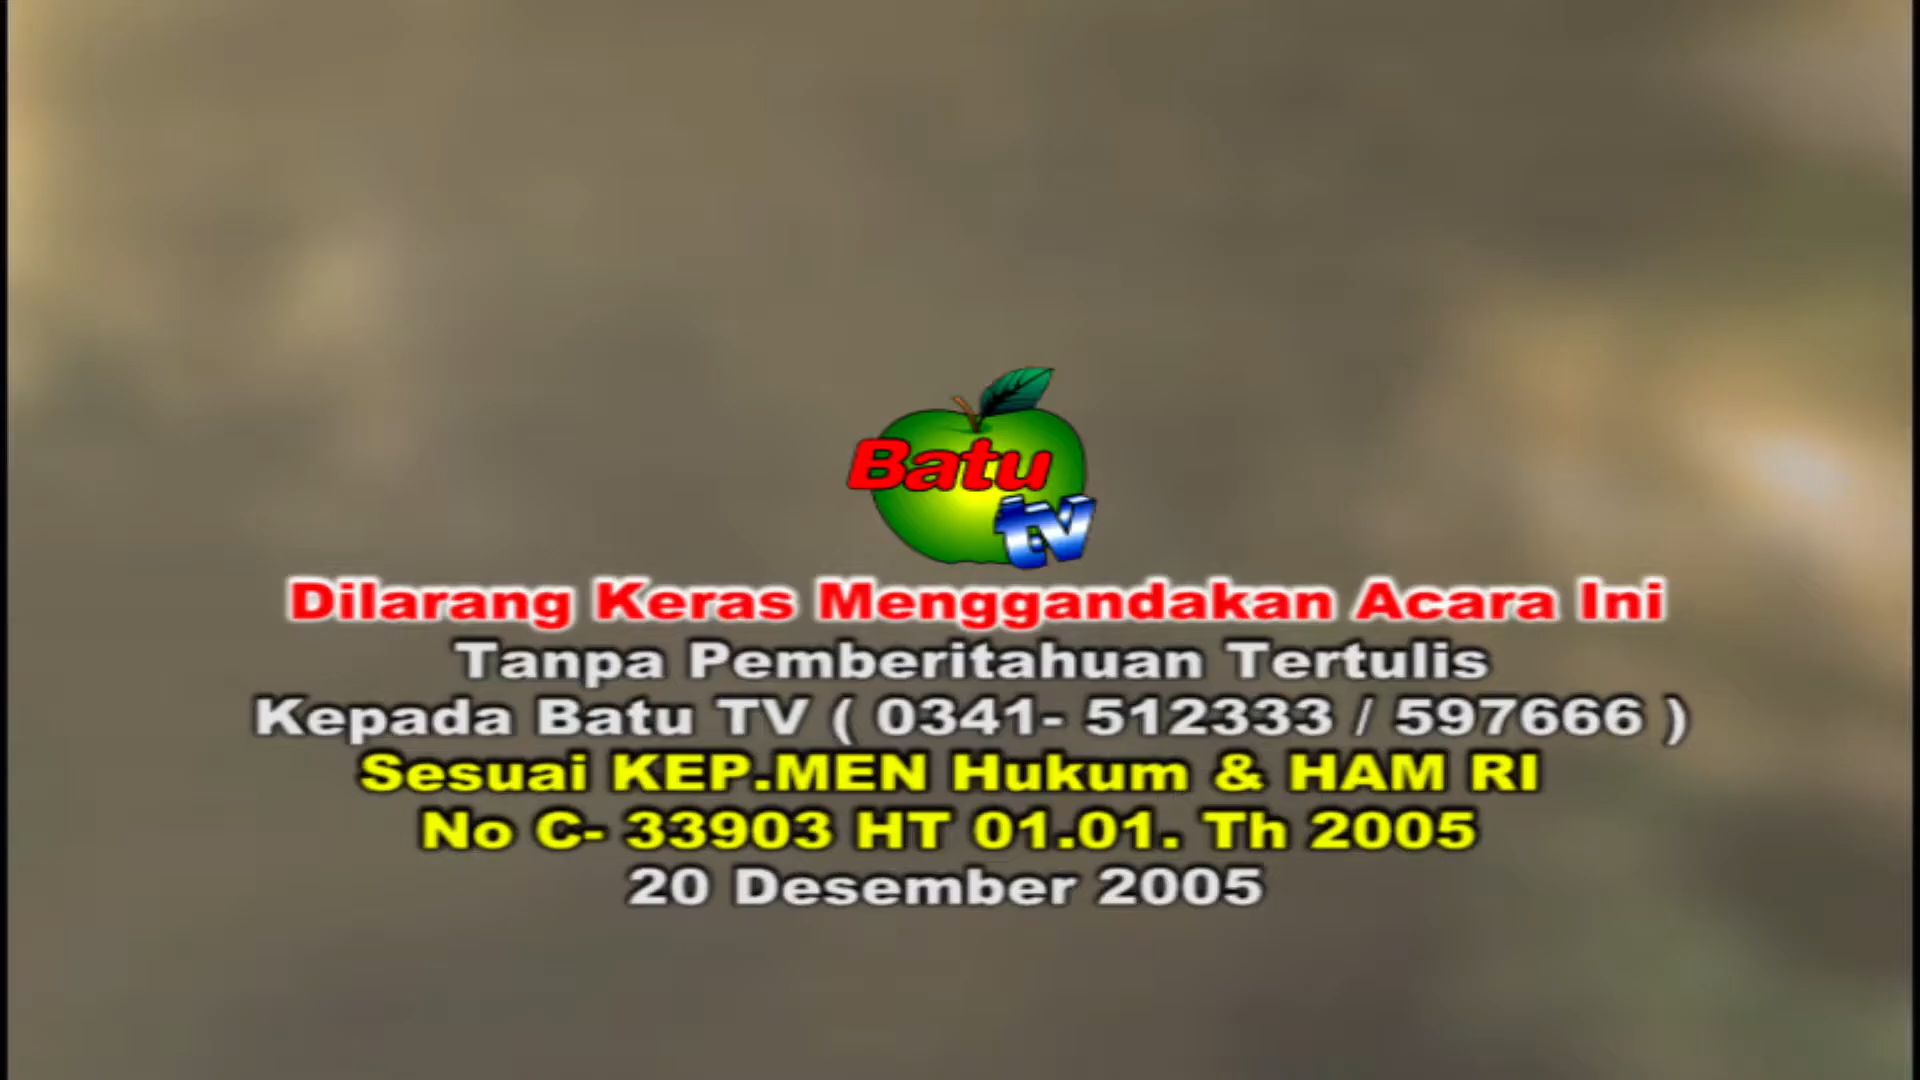 Batu
tv
Dilarang Keras Menggandakan Acara Ini
Tanpa Pemberitahuan Tertulis
Kepada Batu TV ( 0341- 512333 / 597666 )
Sesuai KEP.MEN Hukum & HAM RI
No C- 33903 HT 01.01. Th 2005
20 Desember 2005